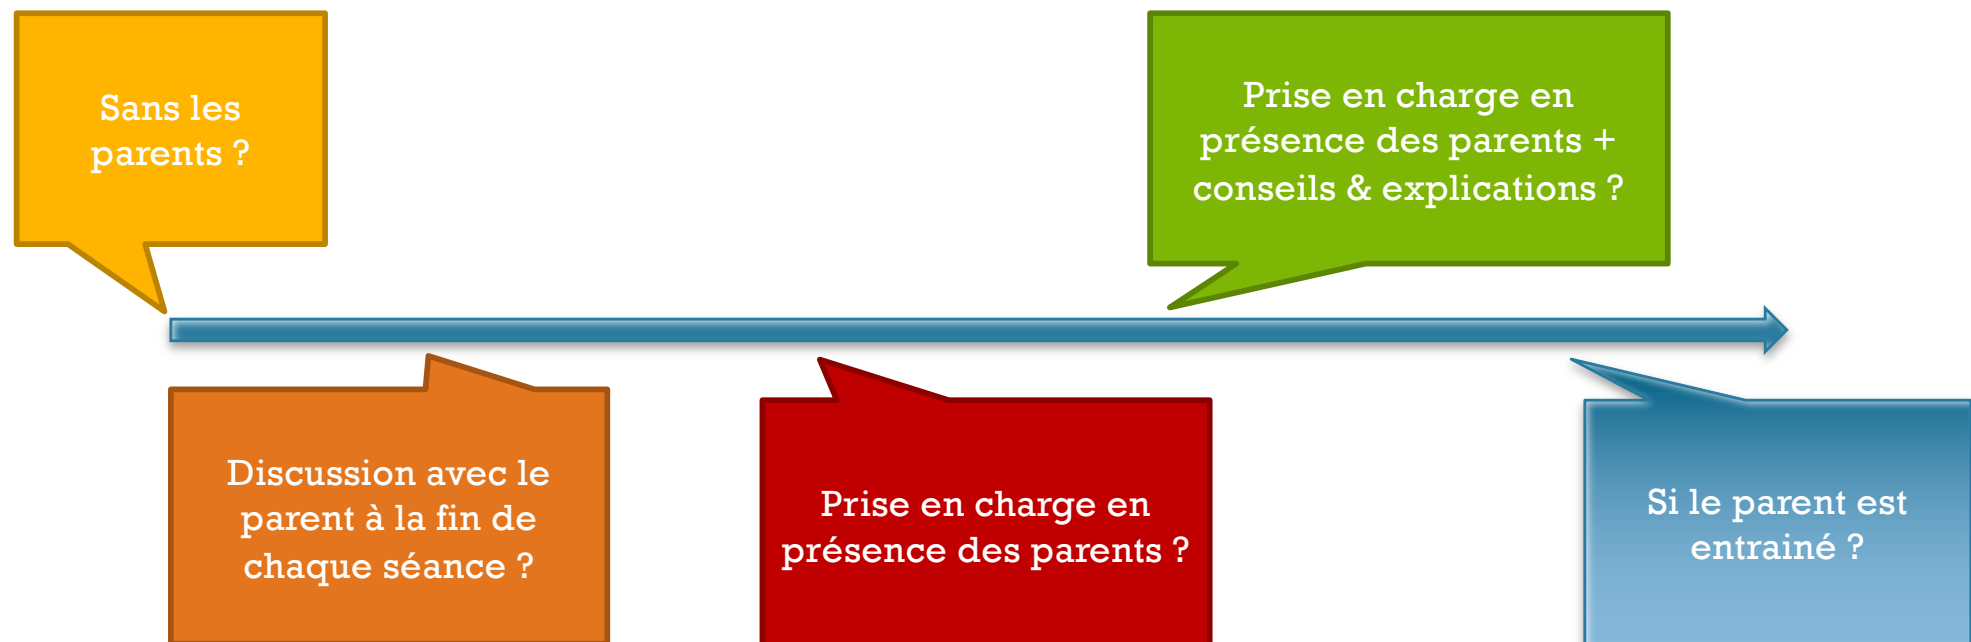 Sans les
parents ?
Prise en charge en
présence des parents +
conseils & explications ?
Discussion avec le
parent à la fin de
chaque séance ?
Prise en charge en
présence des parents ?
Si le parent est
entrainé ?